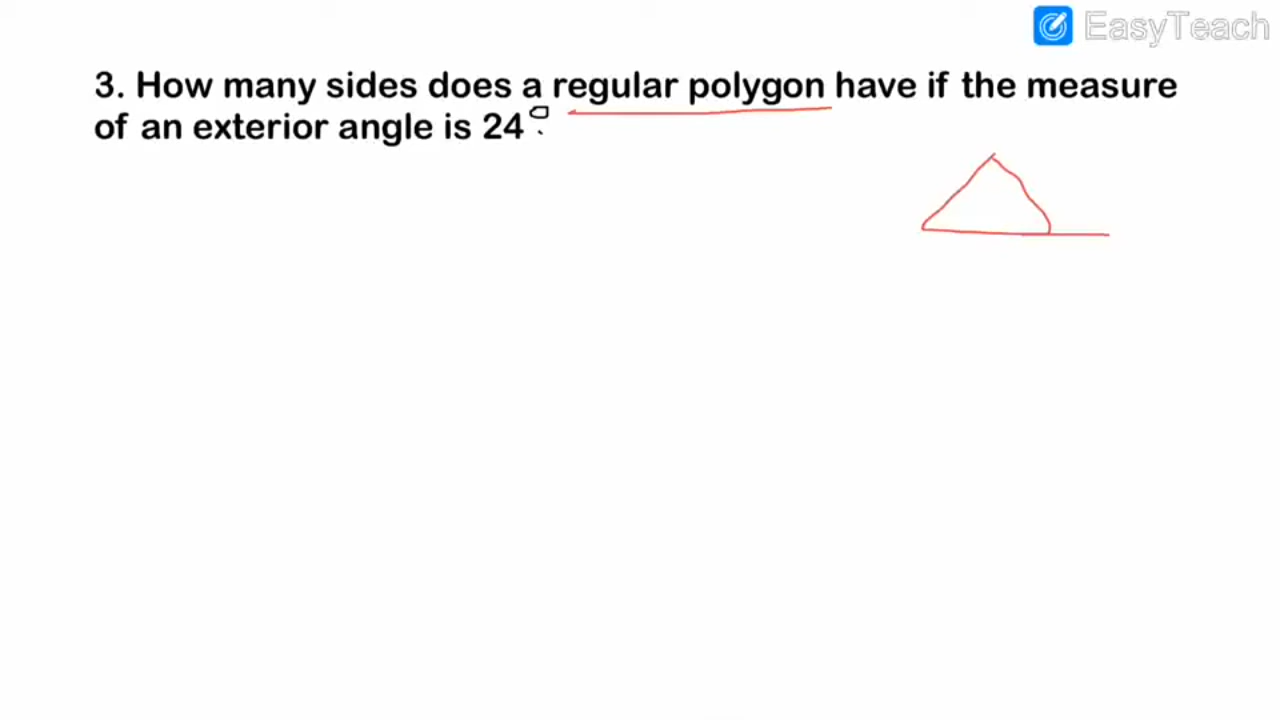 EasyTeach
3. How many sides does a regular polygon have if the measure
of an exterior angle is 24°